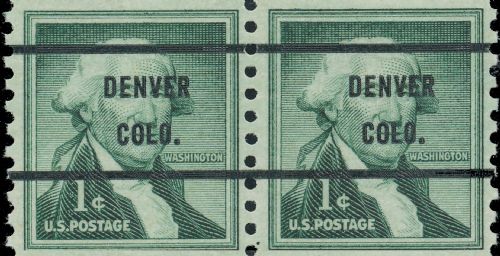 DENVER
COLO.
WASHINGTON
1¢
U.S.POSTAGE
DENVER
COLO.
WASHINGTON
1¢
U.S.POSTAGE